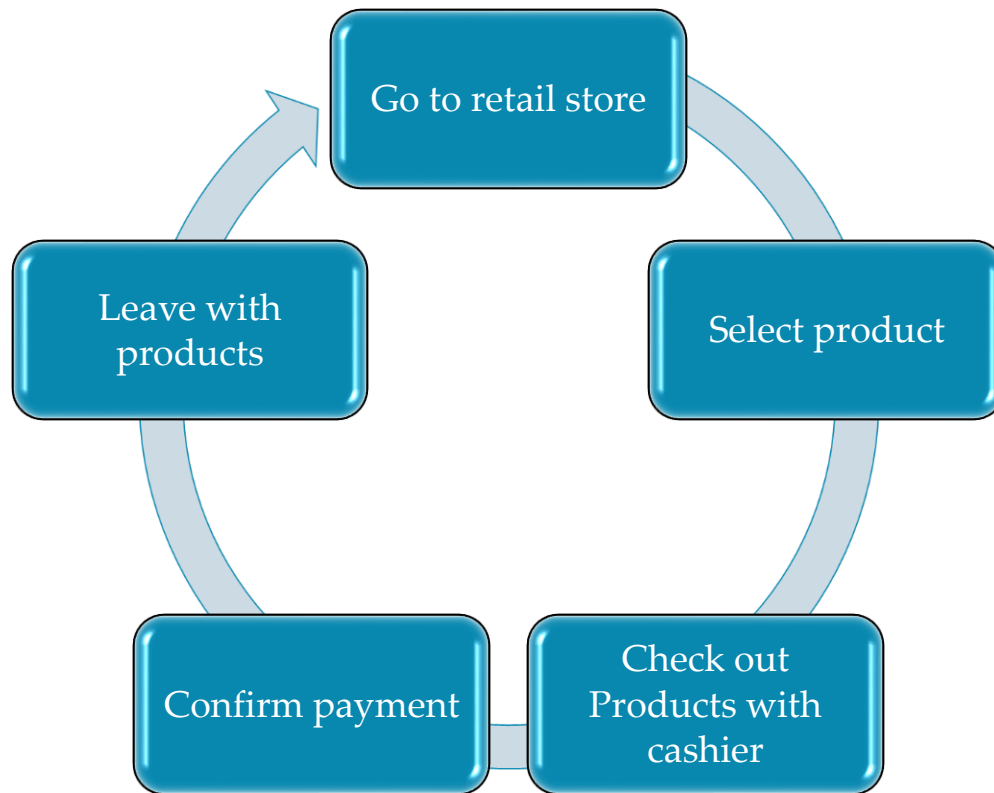 Go to retail store
Select product
Check out
Products with
cashier
Confirm payment
Leave with
products